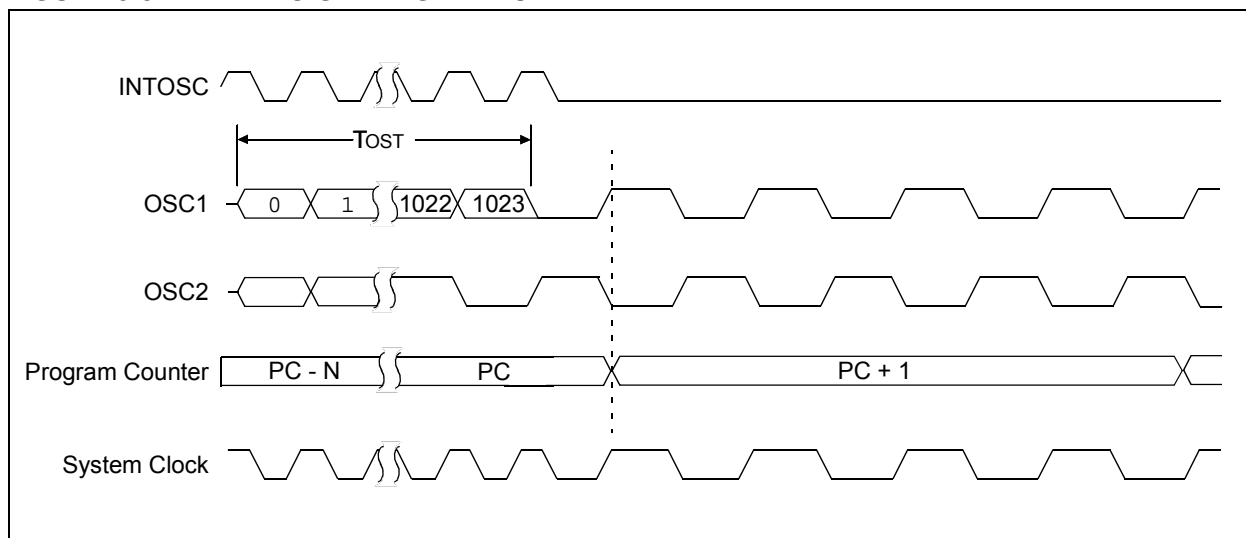 INTOSC
TOST
OSC1
0 1 1022 1023
OSC2
Program Counter
PC - N PC PC + 1
System Clock